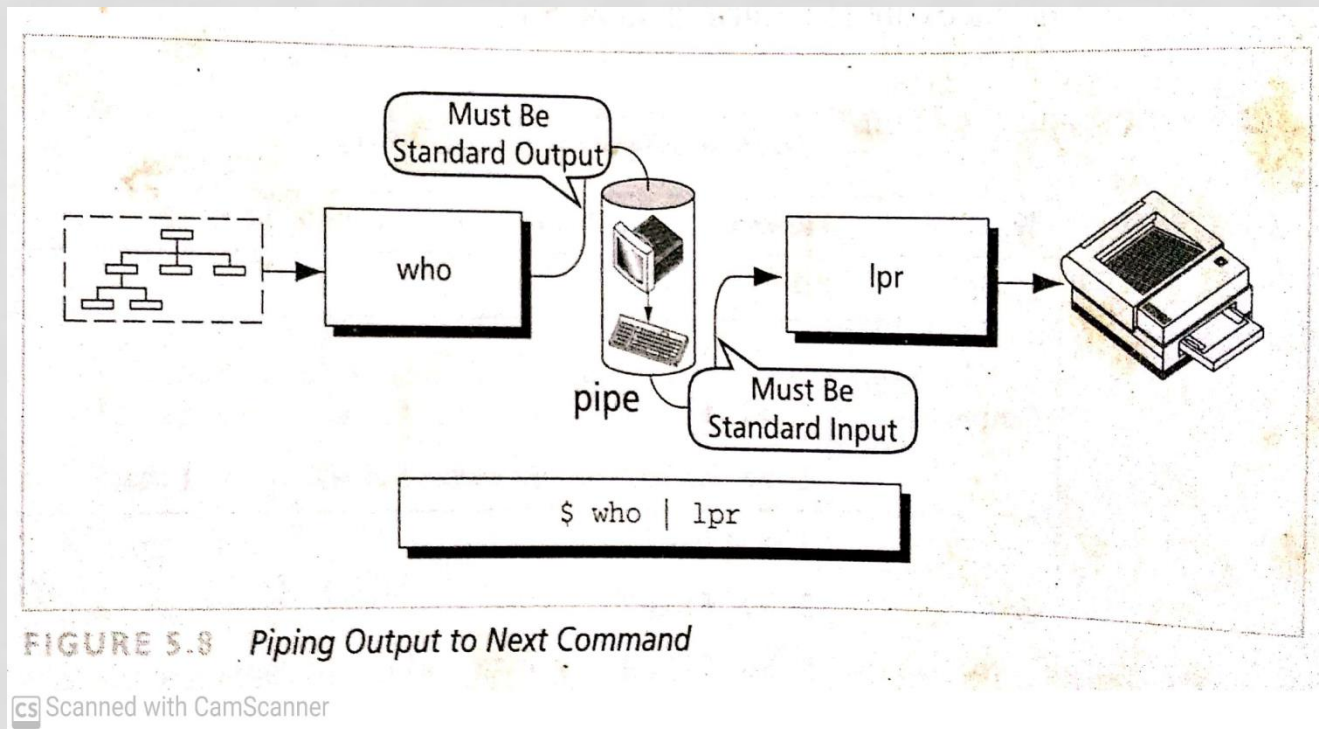 Must Be
Standard Output
who
lpr
pipe
Must Be
Standard Input
$ who | lpr
FIGURE 5.8 Piping Output to Next Command
CS Scanned with CamScanner